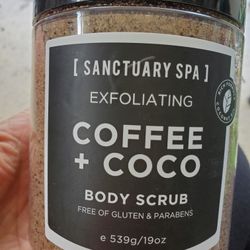 [ SANCTUARY SPA ]
EXFOLIATING
COFFEE
+ COCO
BODY SCRUB
FREE OF GLUTEN & PARABENS
e 539g/19oz